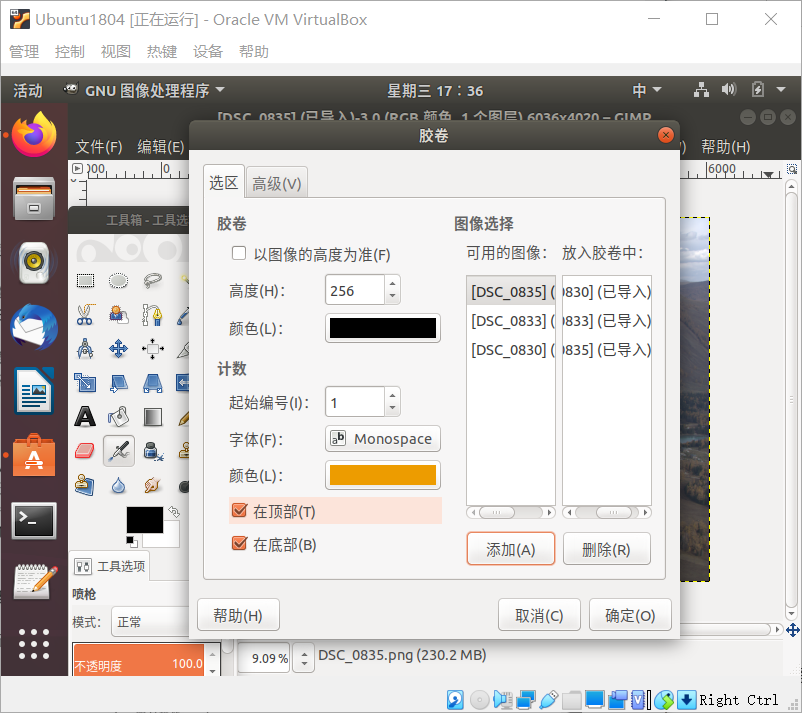 Ubuntu1804 [正在运行] - Oracle VM VirtualBox
管理 控制 视图 热键 设备 帮助
活动 GNU 图像处理程序 星期三 17：36 中
[DSC_0835] (已导入)-3.0 (RGB 颜色, 1 个图层) 6036x4020 – GIMP
胶卷
文件(F) 编辑(E) 帮助(H)
6000
选区 高级(V)
工具箱 - 工具选
胶卷 图像选择
以图像的高度为准(F) 可用的图像： 放入胶卷中：
高度(H)： 256 [DSC_0835] ( 0830] (已导入)
颜色(L)： [DSC_0833] ( 0833] (已导入)
[DSC_0830] ( 0835] (已导入)
计数
起始编号(I)： 1
字体(F)： Monospace
颜色(L)：
在顶部(T)
在底部(B) 添加(A) 删除(R)
工具选项
喷枪
帮助(H) 取消(C) 确定(O)
模式： 正常
不透明度 100.0 9.09 % DSC_0835.png (230.2 MB)
Right Ctrl